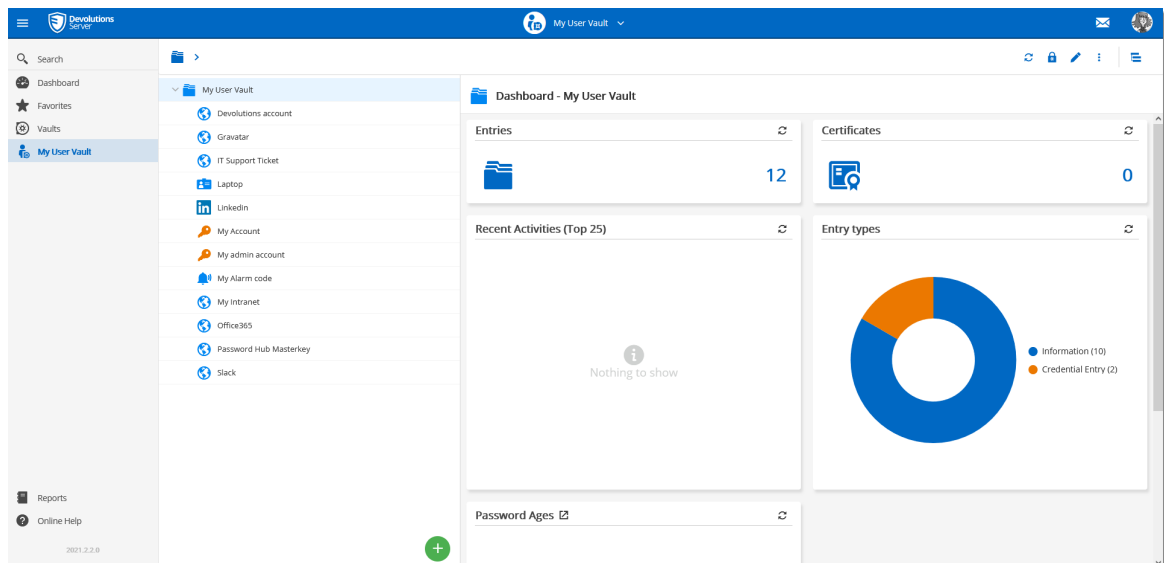 Devolutions
Server
My User Vault
Search
Dashboard
Favorites
Vaults
My User Vault
Reports
Online Help
2021.2.2.0
My User Vault
Devolutions account
Gravatar
IT Support Ticket
Laptop
in Linkedin
My Account
My admin account
My Alarm code
My Intranet
Office365
Password Hub Masterkey
Slack
Dashboard - My User Vault
Entries
12
Certificates
0
Recent Activities (Top 25)
Nothing to show
Entry types
Information (10)
Credential Entry (2)
Password Ages